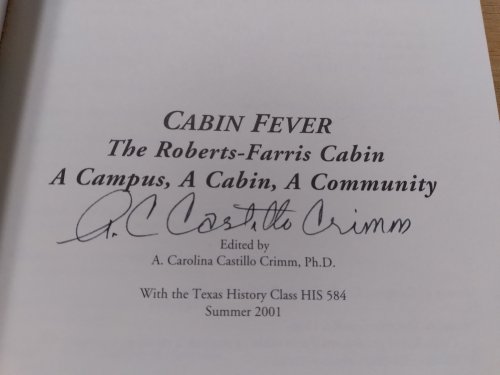 CABIN FEVER
The Roberts-Farris Cabin
A Campus, A Cabin, A Community
A. C Castillo Crimm
Edited by
A. Carolina Castillo Crimm, Ph.D.
With the Texas History Class HIS 584
Summer 2001